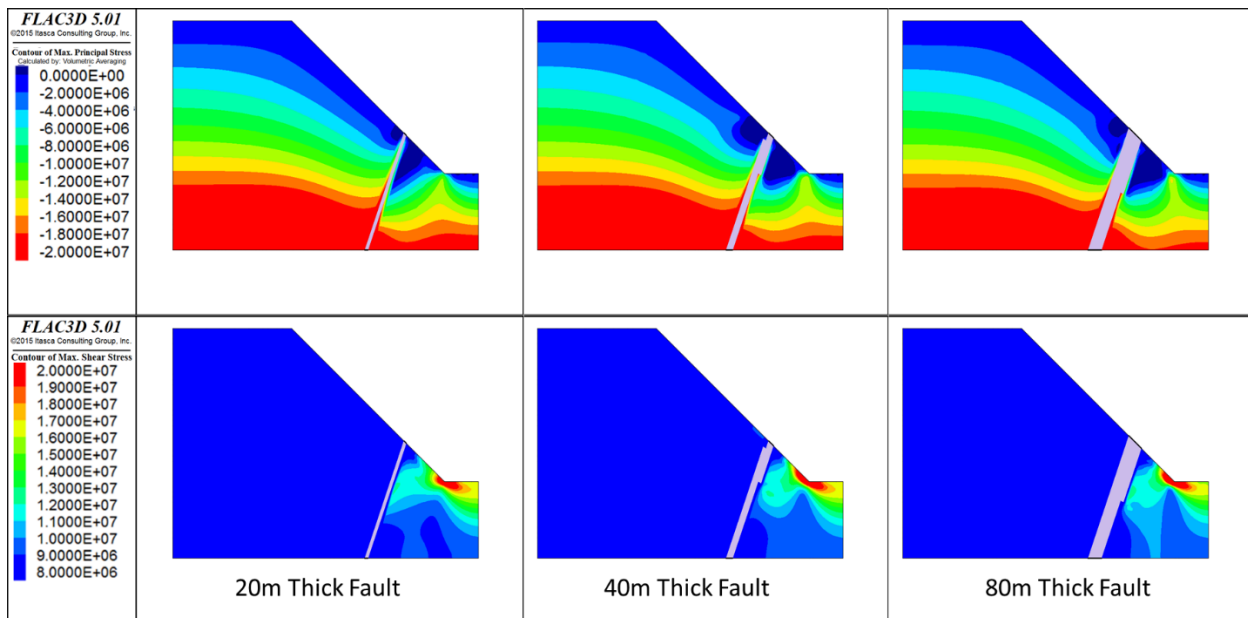 FLAC3D 5.01
©2015 Itasca Consulting Group, Inc.
Contour of Max. Principal Stress
Calculated by: Volumetric Averaging
0.0000E+00
-2.0000E+06
-4.0000E+06
-6.0000E+06
-8.0000E+06
-1.0000E+07
-1.2000E+07
-1.4000E+07
-1.6000E+07
-1.8000E+07
-2.0000E+07
FLAC3D 5.01
©2015 Itasca Consulting Group, Inc.
Contour of Max. Shear Stress
2.0000E+07
1.9000E+07
1.8000E+07
1.7000E+07
1.6000E+07
1.5000E+07
1.4000E+07
1.3000E+07
1.2000E+07
1.1000E+07
1.0000E+07
9.0000E+06
8.0000E+06
20m Thick Fault
40m Thick Fault
80m Thick Fault